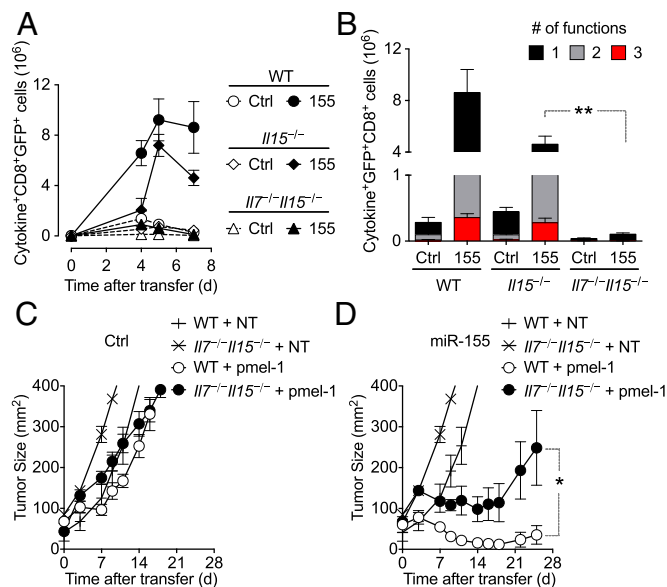 A
Cytokine⁺CD8⁺GFP⁺ cells (10⁶)
12
8
4
0
0 2 4 6 8
Time after transfer (d)
WT
Ctrl 155
Il15⁻/⁻
Ctrl 155
Il7⁻/⁻Il15⁻/⁻
Ctrl 155
B
# of functions
1 2 3
Cytokine⁺GFP⁺CD8⁺ cells (10⁶)
12
8
4
1
0
**
Ctrl 155 Ctrl 155 Ctrl 155
WT Il15⁻/⁻ Il7⁻/⁻Il15⁻/⁻
C
Ctrl
WT + NT
Il7⁻/⁻Il15⁻/⁻ + NT
WT + pmel-1
Il7⁻/⁻Il15⁻/⁻ + pmel-1
Tumor Size (mm²)
400
300
200
100
0
0 7 14 21 28
Time after transfer (d)
D
miR-155
WT + NT
Il7⁻/⁻Il15⁻/⁻ + NT
WT + pmel-1
Il7⁻/⁻Il15⁻/⁻ + pmel-1
Tumor Size (mm²)
400
300
200
100
0
*
0 7 14 21 28
Time after transfer (d)